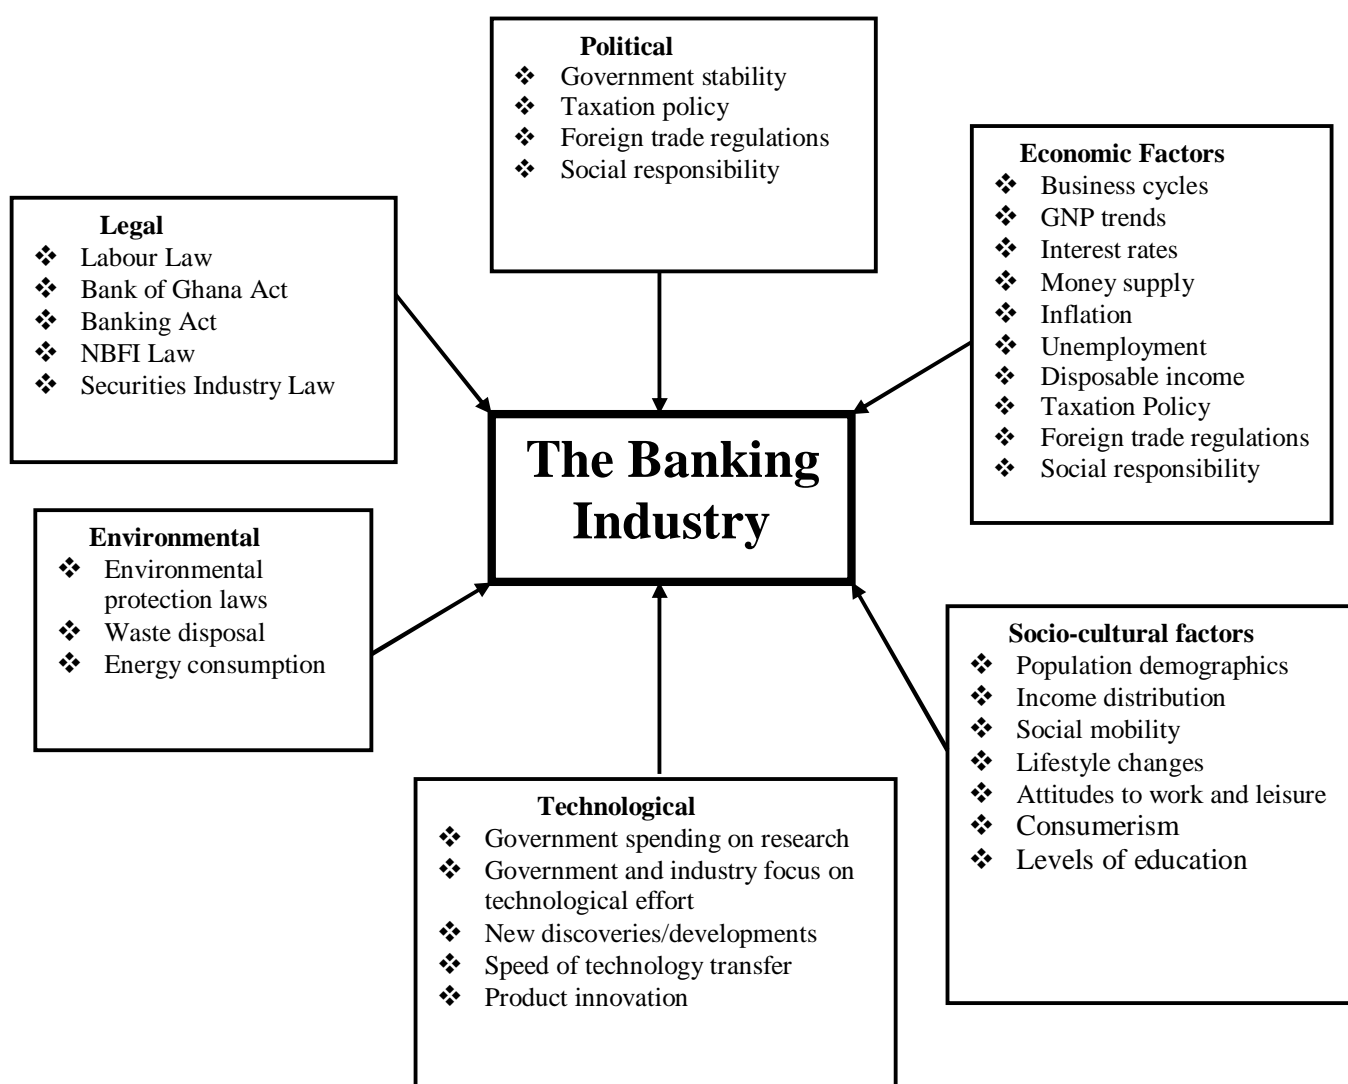 Political
❖ Government stability
❖ Taxation policy
❖ Foreign trade regulations
❖ Social responsibility
Economic Factors
❖ Business cycles
❖ GNP trends
❖ Interest rates
❖ Money supply
❖ Inflation
❖ Unemployment
❖ Disposable income
❖ Taxation Policy
❖ Foreign trade regulations
❖ Social responsibility
Legal
❖ Labour Law
❖ Bank of Ghana Act
❖ Banking Act
❖ NBFI Law
❖ Securities Industry Law
The Banking
Industry
Environmental
❖ Environmental
protection laws
❖ Waste disposal
❖ Energy consumption
Socio-cultural factors
❖ Population demographics
❖ Income distribution
❖ Social mobility
❖ Lifestyle changes
❖ Attitudes to work and leisure
❖ Consumerism
❖ Levels of education
Technological
❖ Government spending on research
❖ Government and industry focus on
technological effort
❖ New discoveries/developments
❖ Speed of technology transfer
❖ Product innovation